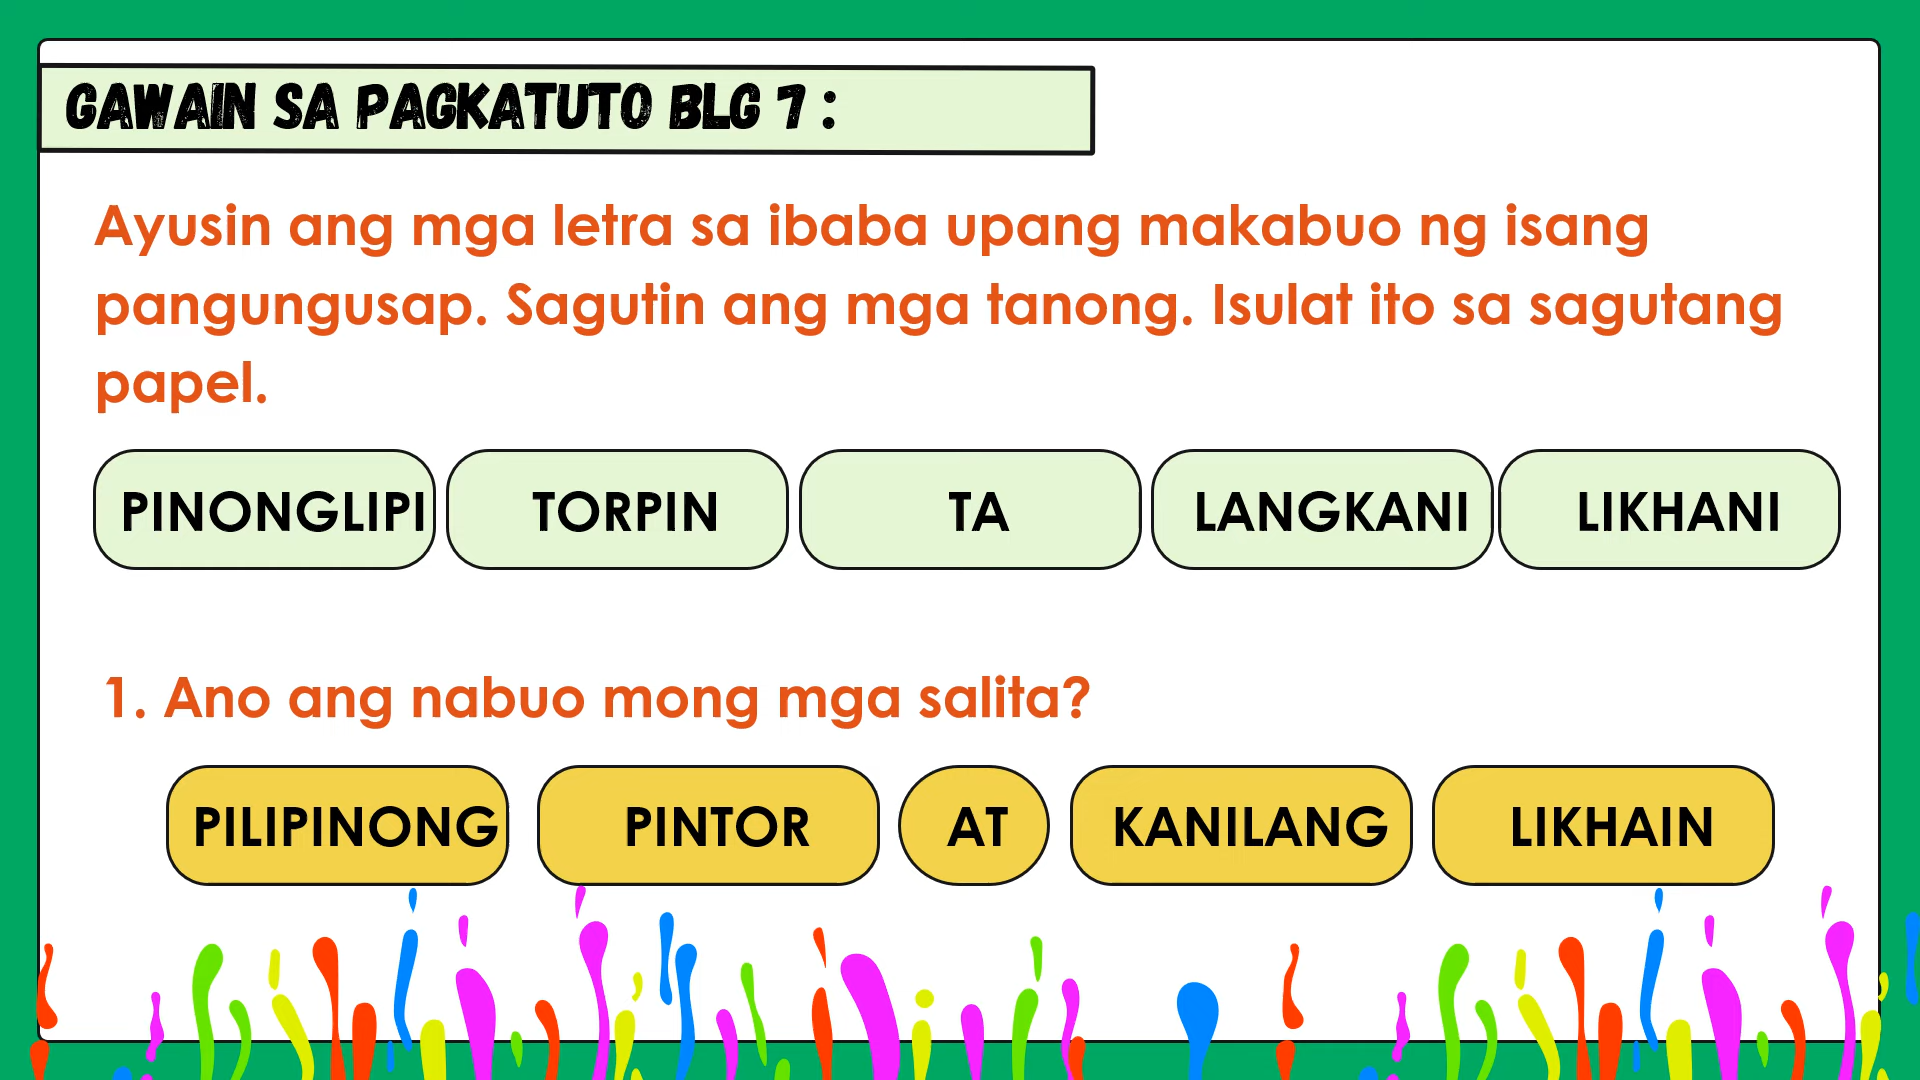 GAWAIN SA PAGKATUTO BLG 7 :
Ayusin ang mga letra sa ibaba upang makabuo ng isang
pangungusap. Sagutin ang mga tanong. Isulat ito sa sagutang
papel.
PINONGLIPI TORPIN TA LANGKANI LIKHANI
1. Ano ang nabuo mong mga salita?
PILIPINONG PINTOR AT KANILANG LIKHAIN